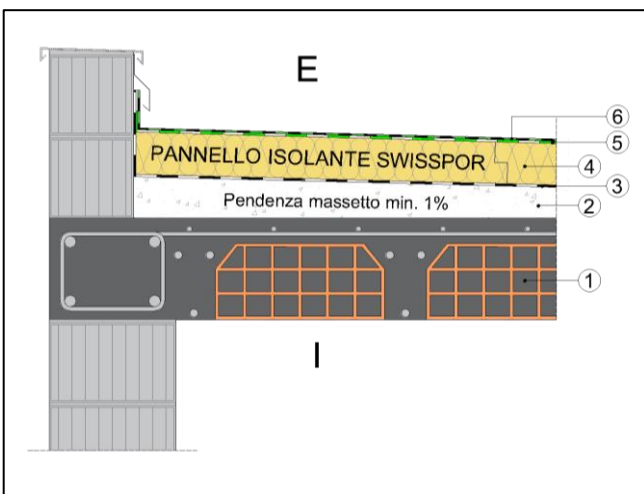 E
6
5
PANNELLO ISOLANTE SWISSPOR
4
3
Pendenza massetto min. 1%
2
1
I